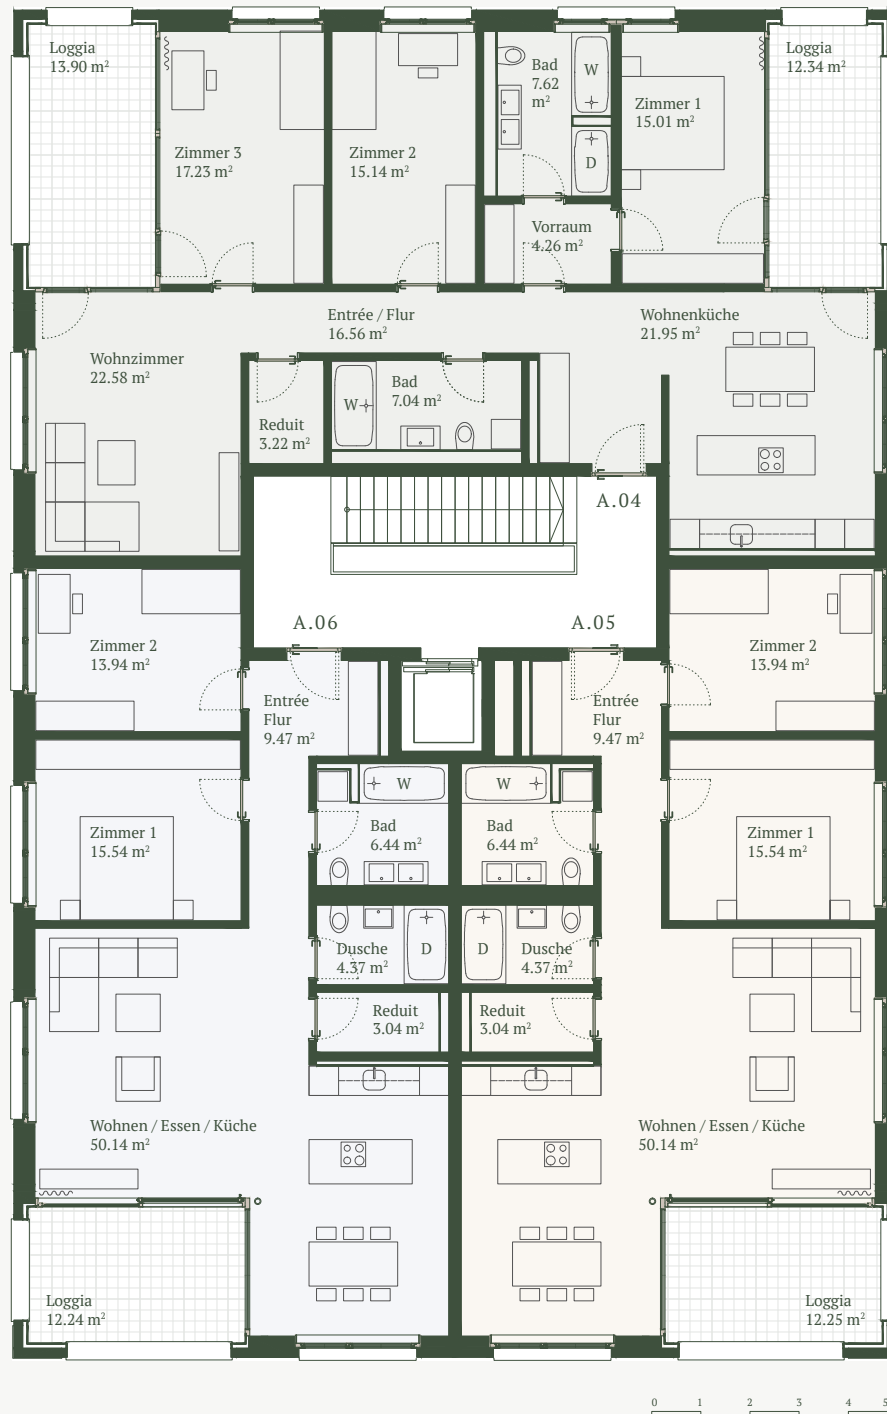 Loggia
13.90 m²
Zimmer 3
17.23 m²
Zimmer 2
15.14 m²
Bad
7.62
m²
W
D
Zimmer 1
15.01 m²
Loggia
12.34 m²
Vorraum
4.26 m²
Entrée / Flur
16.56 m²
Wohnenküche
21.95 m²
Wohnzimmer
22.58 m²
Reduit
3.22 m²
W
Bad
7.04 m²
A.04
A.06
A.05
Zimmer 2
13.94 m²
Zimmer 2
13.94 m²
Entrée
Flur
9.47 m²
Entrée
Flur
9.47 m²
W
W
Zimmer 1
15.54 m²
Bad
6.44 m²
Bad
6.44 m²
Zimmer 1
15.54 m²
Dusche
4.37 m²
D
D
Dusche
4.37 m²
Reduit
3.04 m²
Reduit
3.04 m²
Wohnen / Essen / Küche
50.14 m²
Wohnen / Essen / Küche
50.14 m²
Loggia
12.24 m²
Loggia
12.25 m²
0 1 2 3 4 5